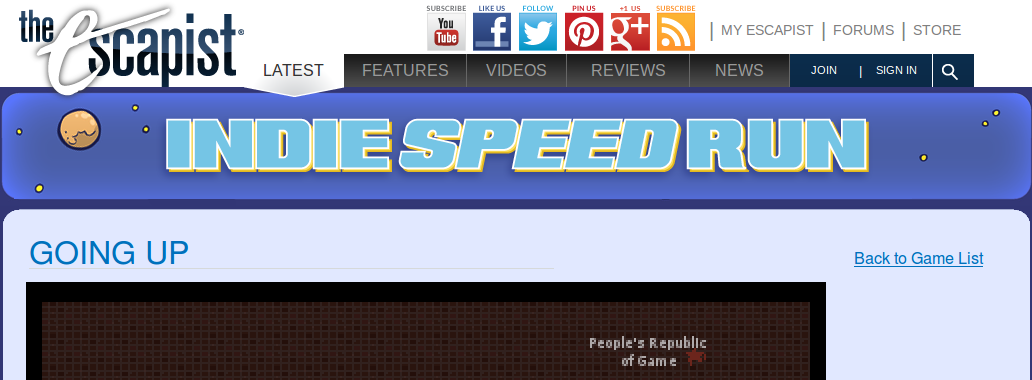 the escapist®
SUBSCRIBE
You
Tube
LIKE US
f
FOLLOW
PIN US
+1 US
g+
SUBSCRIBE
MY ESCAPIST
FORUMS
STORE
LATEST
FEATURES
VIDEOS
REVIEWS
NEWS
JOIN
SIGN IN
INDIE SPEED RUN
GOING UP
Back to Game List
People's Republic
of Game